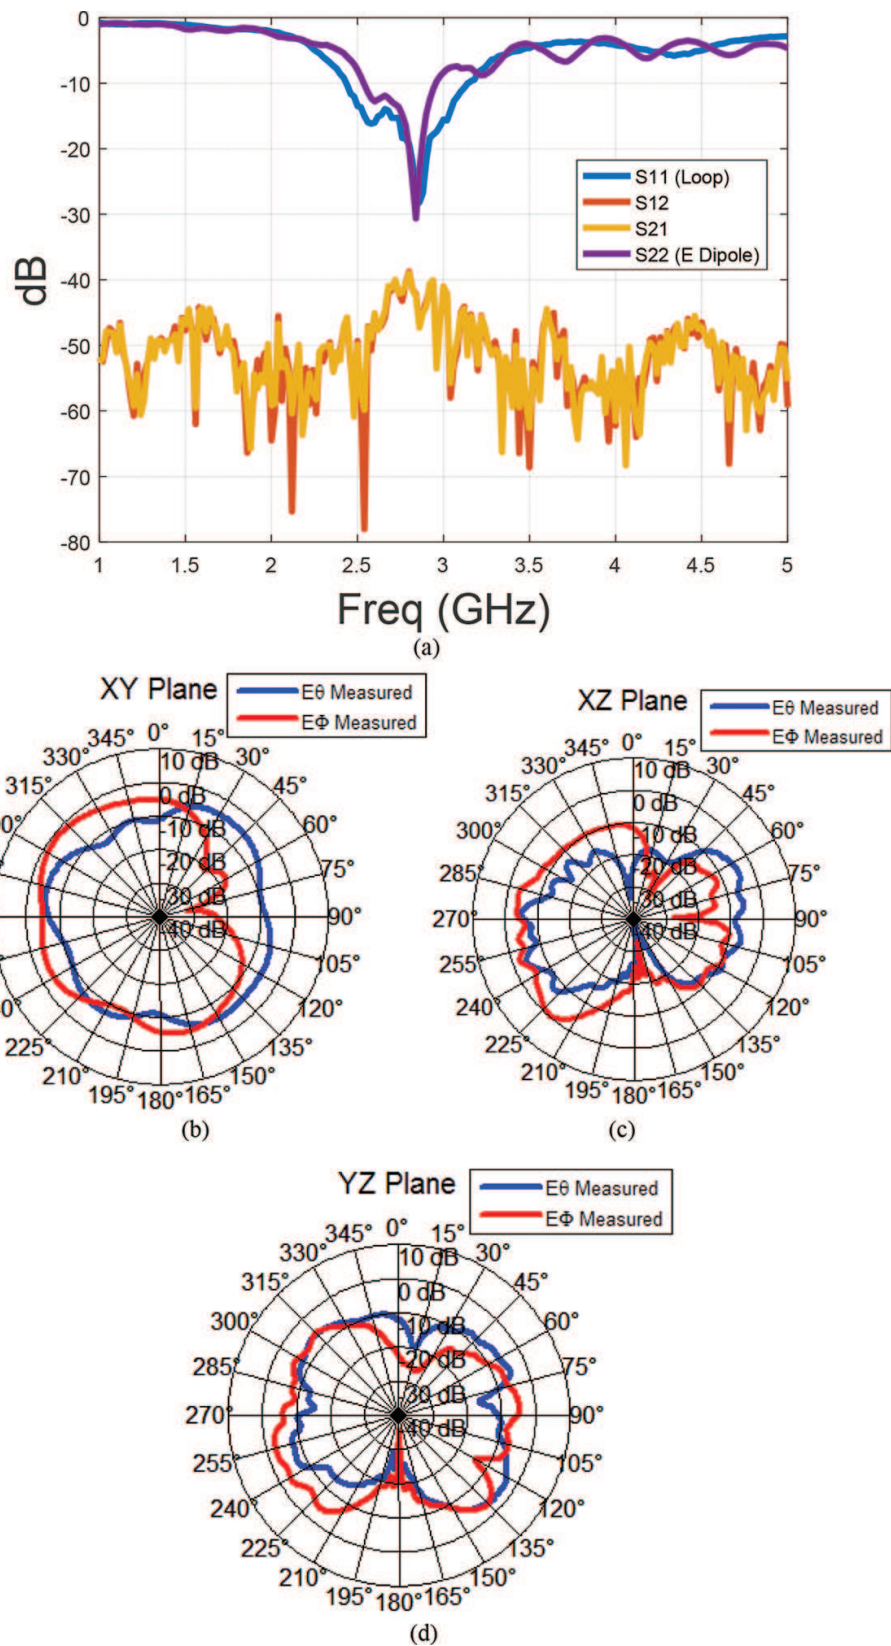 0
-10
-20
-30
-40
-50
-60
-70
-80
dB
S11 (Loop)
S12
S21
S22 (E Dipole)
1 1.5 2 2.5 3 3.5 4 4.5 5
Freq (GHz)
(a)
XY Plane
Eθ Measured
EΦ Measured
0°
345° 15°
330° 30°
315° 45°
60°
75°
90°
105°
120°
225° 135°
210° 150°
195° 165°
180°
10 dB
0 dB
-10 dB
-20 dB
-30 dB
-40 dB
(b)
XZ Plane
Eθ Measured
EΦ Measured
0°
345° 15°
330° 30°
315° 45°
300° 60°
285° 75°
270° 90°
255° 105°
240° 120°
225° 135°
210° 150°
195° 165°
180°
10 dB
0 dB
-10 dB
-20 dB
-30 dB
-40 dB
(c)
YZ Plane
Eθ Measured
EΦ Measured
0°
345° 15°
330° 30°
315° 45°
300° 60°
285° 75°
270° 90°
255° 105°
240° 120°
225° 135°
210° 150°
195° 165°
180°
10 dB
0 dB
-10 dB
-20 dB
-30 dB
-40 dB
(d)